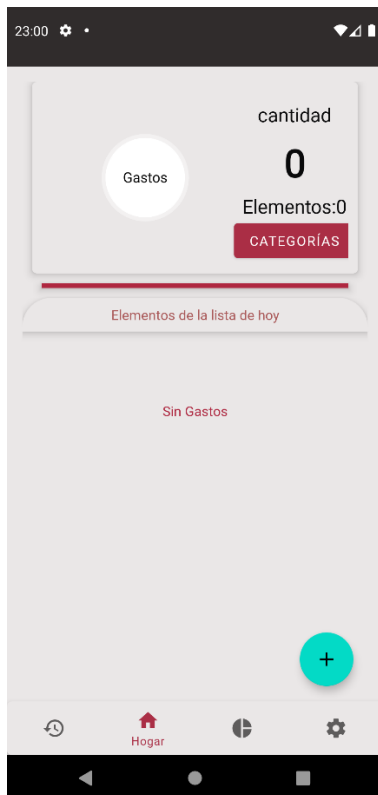 23:00
cantidad
0
Gastos
Elementos:0
CATEGORÍAS
Elementos de la lista de hoy
Sin Gastos
+
Hogar